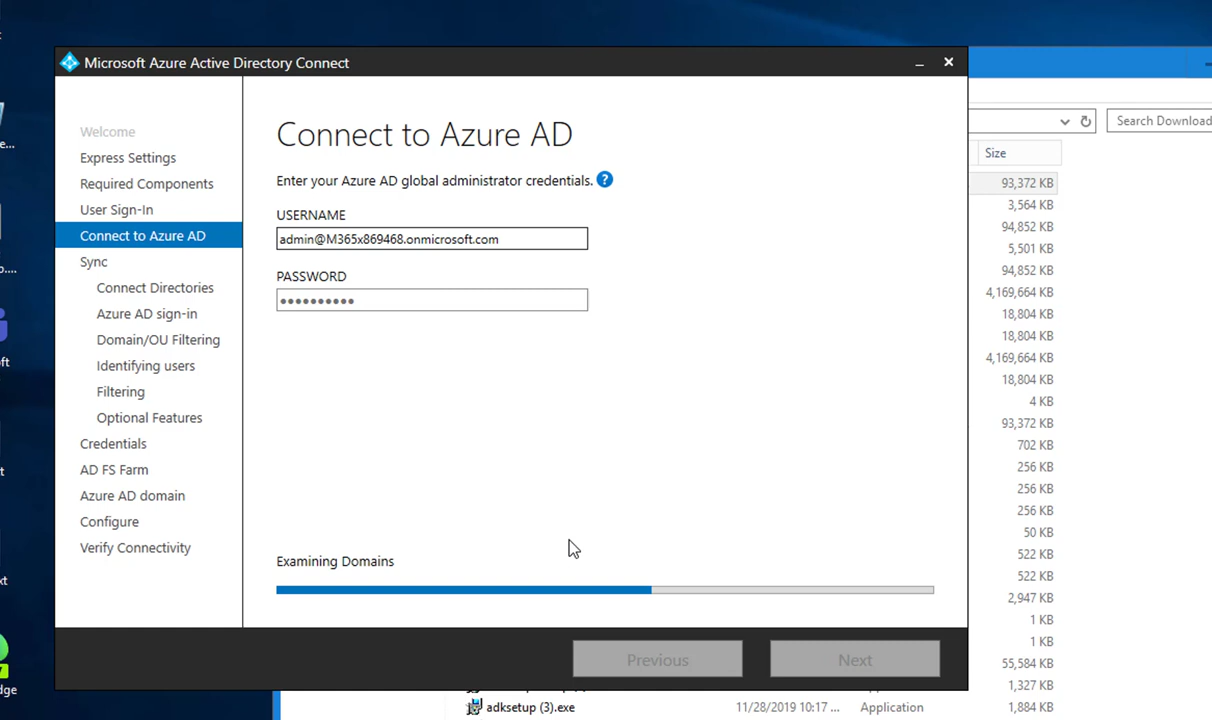 Microsoft Azure Active Directory Connect
Welcome
Express Settings
Required Components
User Sign-In
Connect to Azure AD
Sync
Connect Directories
Azure AD sign-in
Domain/OU Filtering
Identifying users
Filtering
Optional Features
Credentials
AD FS Farm
Azure AD domain
Configure
Verify Connectivity
Connect to Azure AD
Enter your Azure AD global administrator credentials. ?
USERNAME
admin@M365x869468.onmicrosoft.com
PASSWORD
●●●●●●●●●●
Examining Domains
Previous
Next
Search Download
Size
93,372 KB
3,564 KB
94,852 KB
5,501 KB
94,852 KB
4,169,664 KB
18,804 KB
18,804 KB
4,169,664 KB
18,804 KB
4 KB
93,372 KB
702 KB
256 KB
256 KB
256 KB
50 KB
522 KB
522 KB
2,947 KB
1 KB
1 KB
55,584 KB
1,327 KB
adksetup (3).exe 11/28/2019 10:17 ... Application 1,884 KB